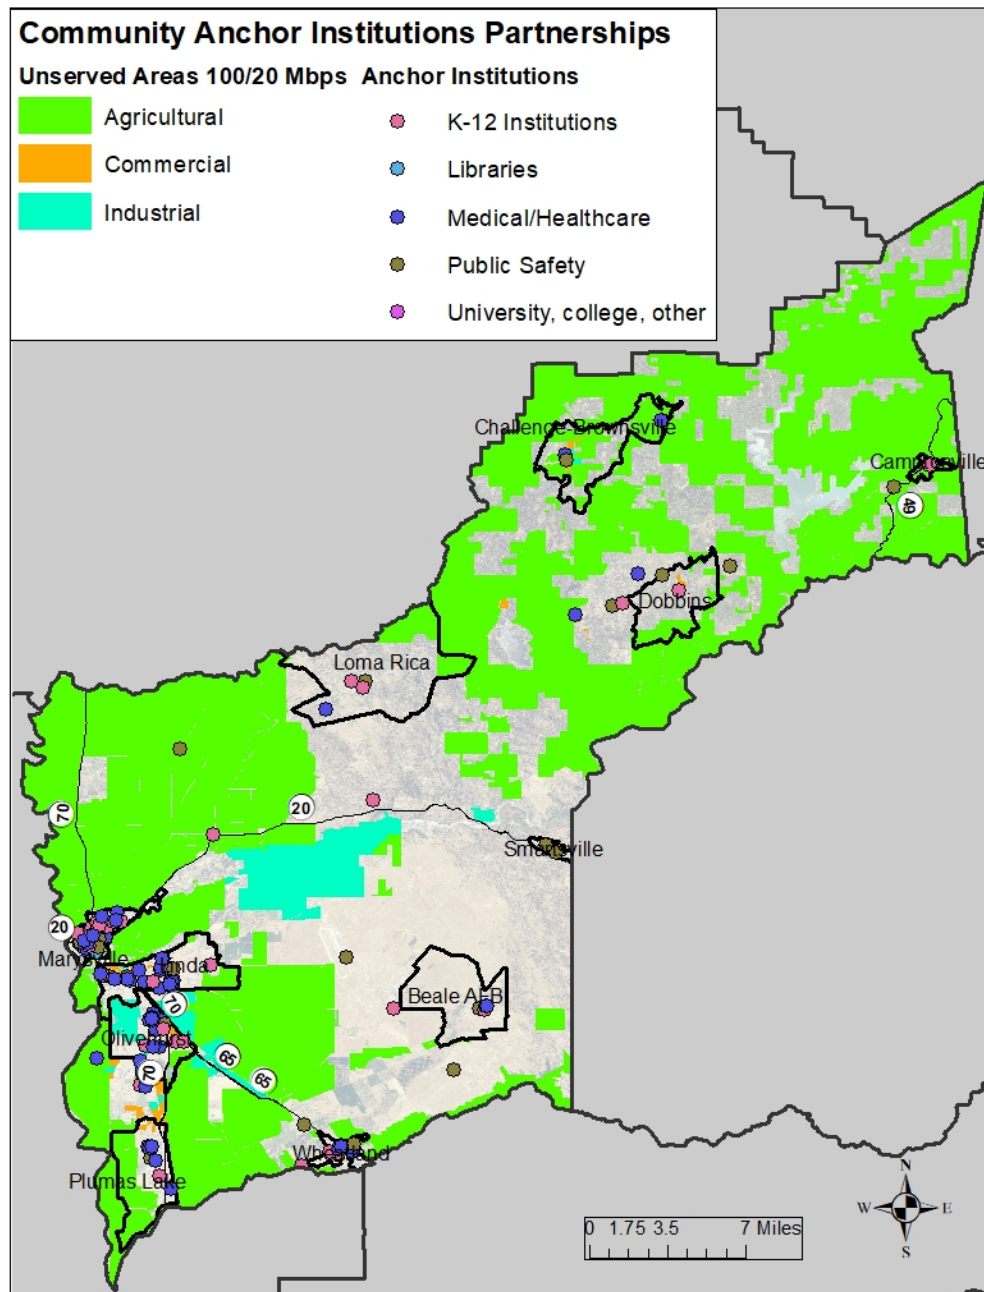 Community Anchor Institutions Partnerships
Unserved Areas 100/20 Mbps Anchor Institutions
Agricultural
Commercial
Industrial
K-12 Institutions
Libraries
Medical/Healthcare
Public Safety
University, college, other
Challenge-Brownsville
Camptonville
49
Dobbins
Loma Rica
70
20
Smartsville
20
Marysville
Linda
Beale AFB
70
Olivehurst
65
65
70
Wheatland
Plumas Lake
N
W
E
S
0 1.75 3.5 7 Miles